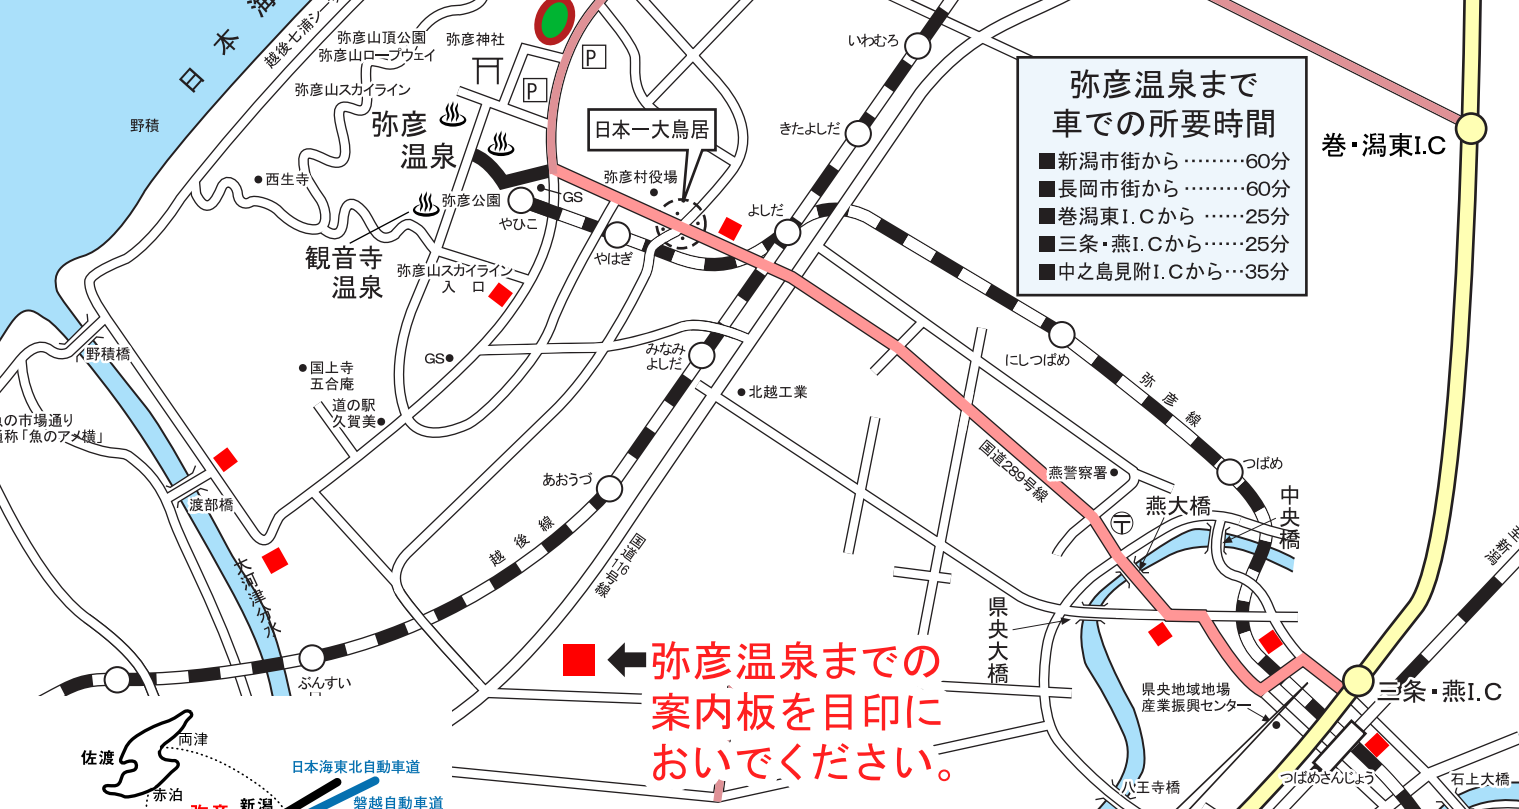 日本海
越後七浦シ
弥彦山頂公園
弥彦山ロープウェイ
弥彦神社
弥彦山スカイライン
野積
弥彦
温泉
P
P
日本一大鳥居
いわむろ
きたよしだ
弥彦温泉まで
車での所要時間
■新潟市街から………60分
■長岡市街から………60分
■巻潟東I.Cから……25分
■三条・燕I.Cから……25分
■中之島見附I.Cから…35分
巻・潟東I.C
西生寺
弥彦公園
GS
やひこ
弥彦村役場
よしだ
やはぎ
観音寺
温泉
弥彦山スカイライン
入口
野積橋
国上寺
五合庵
GS
道の駅
久賀美
みなみ
よしだ
北越工業
にしつばめ
弥彦線
の市場通り
称「魚のアメ横」
渡部橋
大河津分水
あおうづ
越後線
国道116号線
国道289号線
燕警察署
つばめ
燕大橋
中央橋
〒
至新潟
県央大橋
ぶんすい
弥彦温泉までの
案内板を目印に
おいでください。
県央地域地場
産業振興センター
三条・燕I.C
つばめさんじょう
石上大橋
八王寺橋
佐渡
両津
赤泊
弥彦
新潟
日本海東北自動車道
磐越自動車道